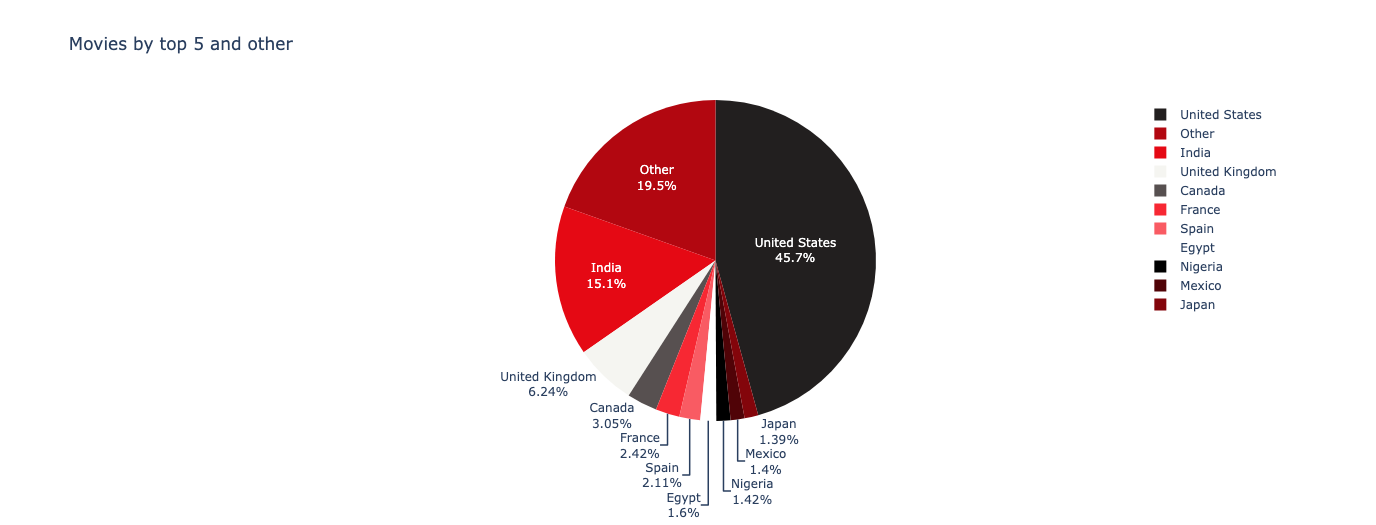 Movies by top 5 and other
United States
45.7%
Other
19.5%
India
15.1%
United Kingdom
6.24%
Canada
3.05%
France
2.42%
Spain
2.11%
Egypt
1.6%
Nigeria
1.42%
Mexico
1.4%
Japan
1.39%
United States
Other
India
United Kingdom
Canada
France
Spain
Egypt
Nigeria
Mexico
Japan